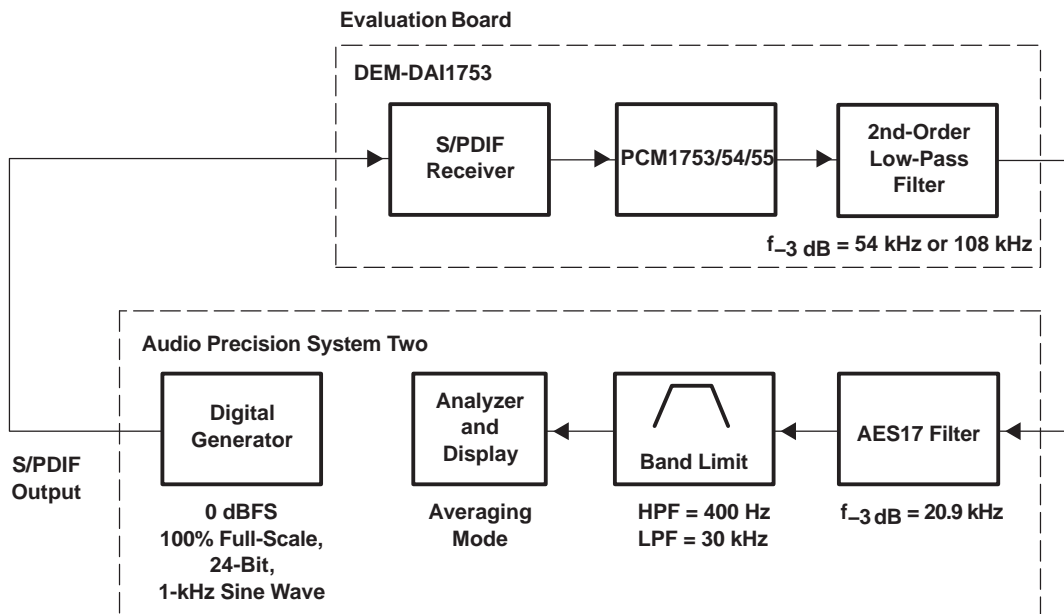 Evaluation Board
DEM-DAI1753
S/PDIF
Receiver
PCM1753/54/55
2nd-Order
Low-Pass
Filter
f–3 dB = 54 kHz or 108 kHz
Audio Precision System Two
Digital
Generator
Analyzer
and
Display
Band Limit
AES17 Filter
S/PDIF
Output
0 dBFS
100% Full-Scale,
24-Bit,
1-kHz Sine Wave
Averaging
Mode
HPF = 400 Hz
LPF = 30 kHz
f–3 dB = 20.9 kHz